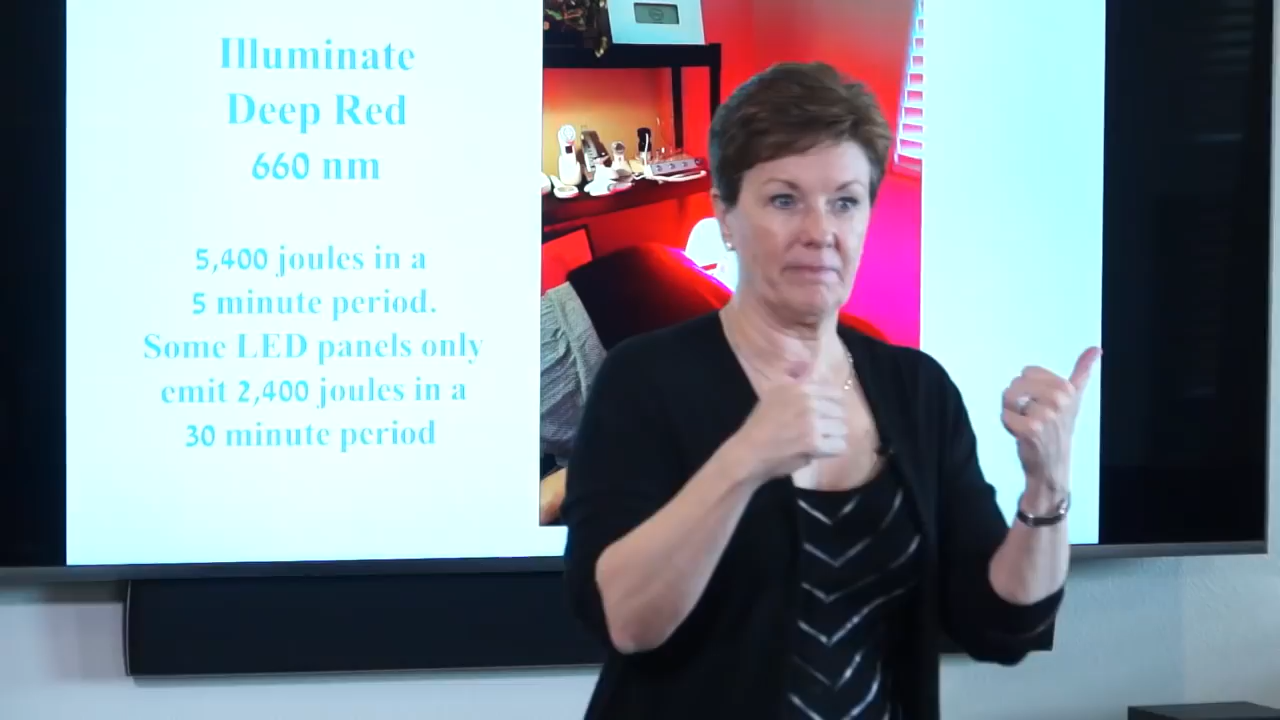 Illuminate
Deep Red
660 nm
5,400 joules in a
5 minute period.
Some LED panels only
emit 2,400 joules in a
30 minute period